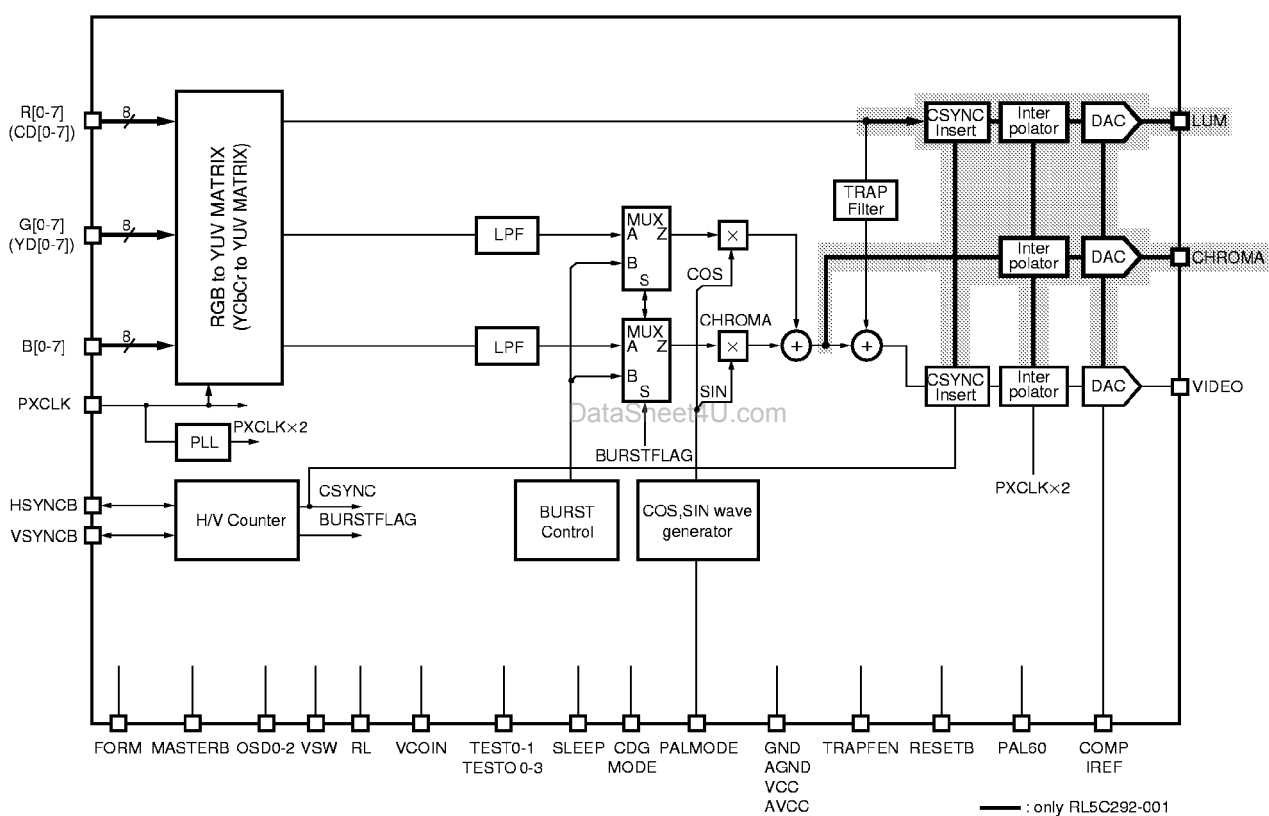 R[0-7]
(CD[0-7])
8
RGB to YUV MATRIX
(YCbCr to YUV MATRIX)
CSYNC
Insert
Inter
polator
DAC
LUM
TRAP
Filter
G[0-7]
(YD[0-7])
8
LPF
MUX
A
Z
B
S
×
COS
Inter
polator
DAC
CHROMA
B[0-7]
8
LPF
MUX
A
Z
B
S
CHROMA
×
SIN
+
+
CSYNC
Insert
Inter
polator
DAC
VIDEO
PXCLK
PXCLK×2
PLL
DataSheet4U.com
BURSTFLAG
PXCLK×2
HSYNCB
VSYNCB
H/V Counter
CSYNC
BURSTFLAG
BURST
Control
COS,SIN wave
generator
FORM
MASTERB
OSD0-2
VSW
RL
VCOIN
TEST0-1
TESTO 0-3
SLEEP
CDG
MODE
PALMODE
GND
AGND
VCC
AVCC
TRAPFEN
RESETB
PAL60
COMP
IREF
: only RL5C292-001